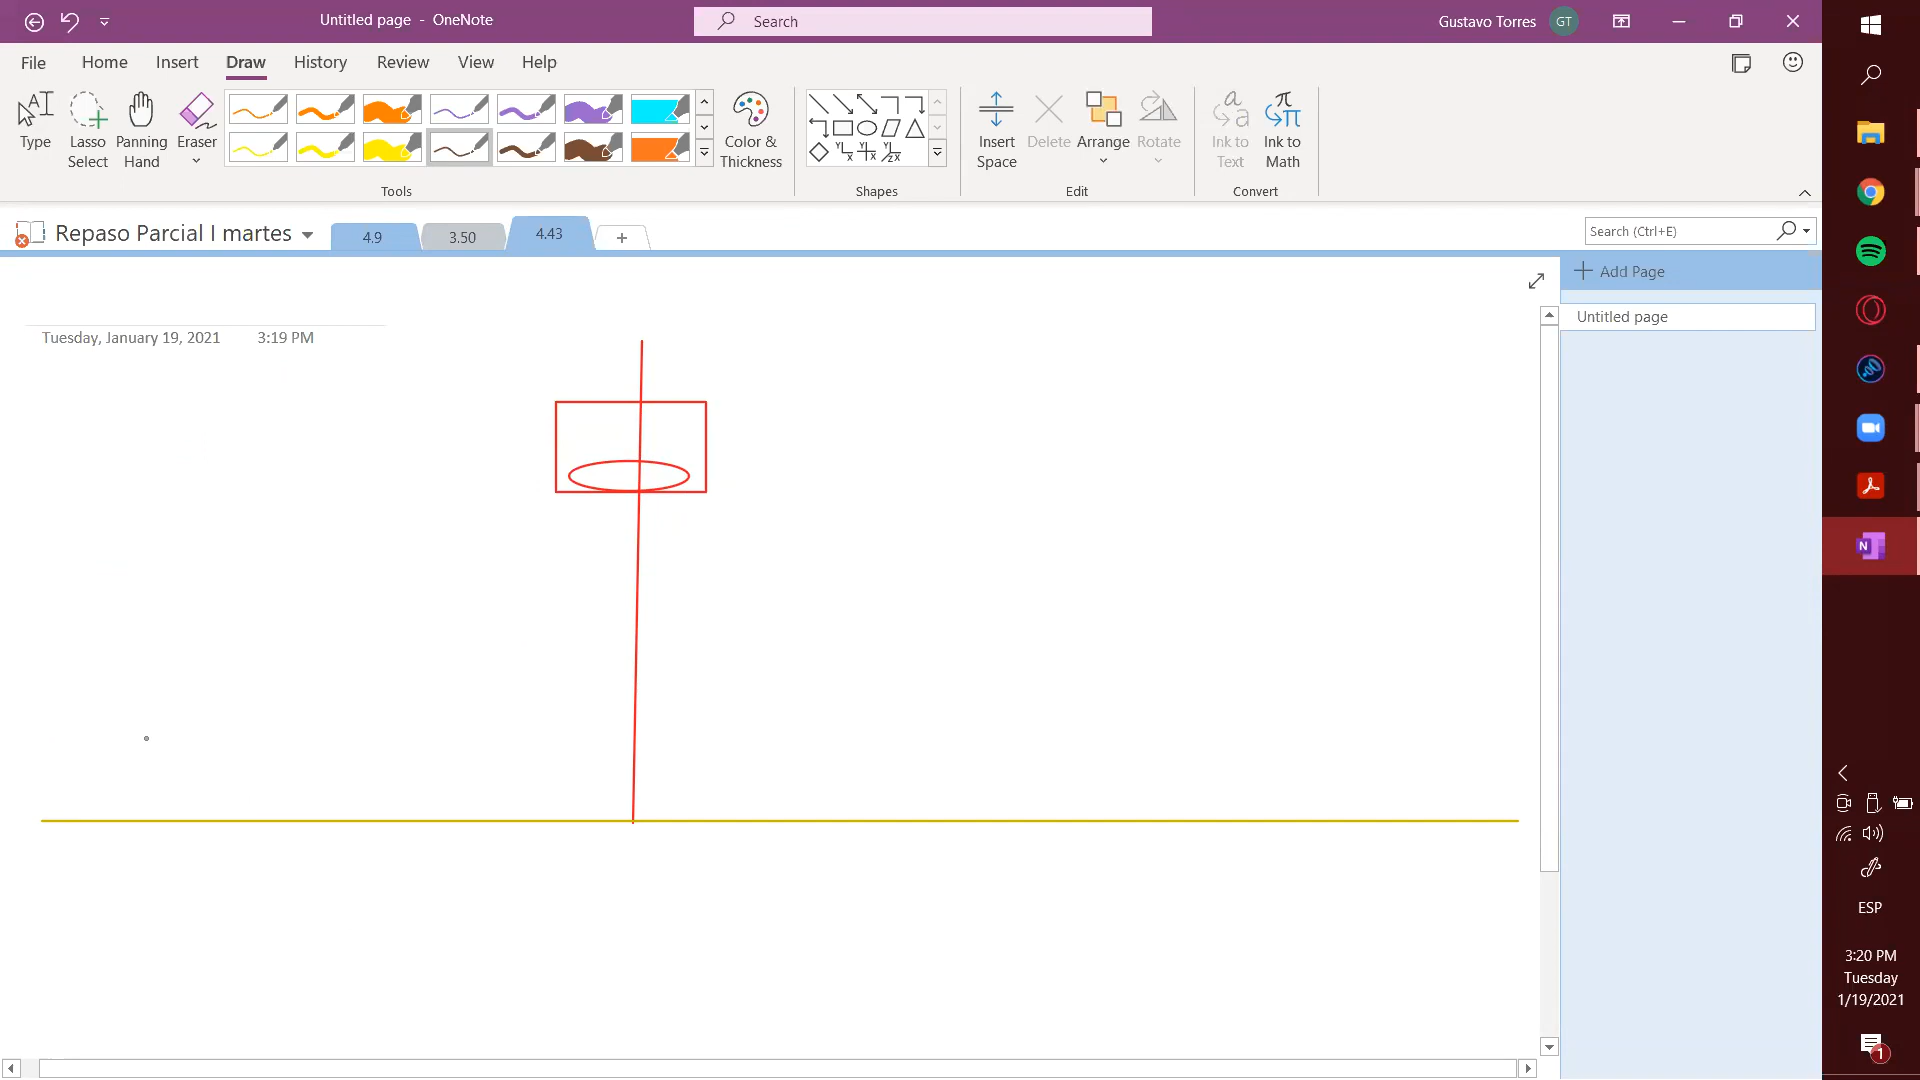 Untitled page - OneNote
Search
Gustavo Torres
GT
File
Home
Insert
Draw
History
Review
View
Help
Type
Lasso
Select
Panning
Hand
Eraser
Color &
Thickness
Insert
Space
Delete
Arrange
Rotate
Ink to
Text
Ink to
Math
Tools
Shapes
Edit
Convert
Repaso Parcial I martes
4.9
3.50
4.43
Search (Ctrl+E)
Add Page
Untitled page
Tuesday, January 19, 2021
3:19 PM
ESP
3:20 PM
Tuesday
1/19/2021
1